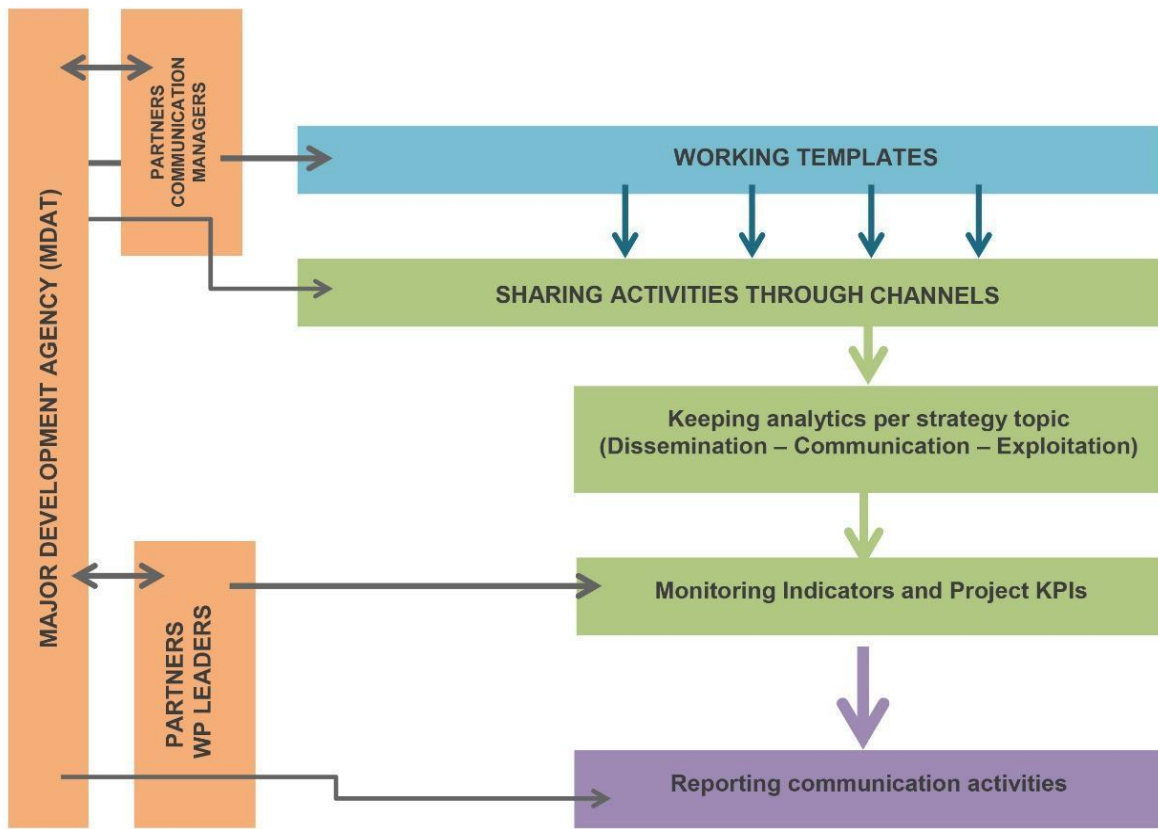 MAJOR DEVELOPMENT AGENCY (MDAT)
PARTNERS
COMMUNICATION
MANAGERS
WORKING TEMPLATES
SHARING ACTIVITIES THROUGH CHANNELS
Keeping analytics per strategy topic
(Dissemination – Communication – Exploitation)
PARTNERS
WP LEADERS
Monitoring Indicators and Project KPIs
Reporting communication activities